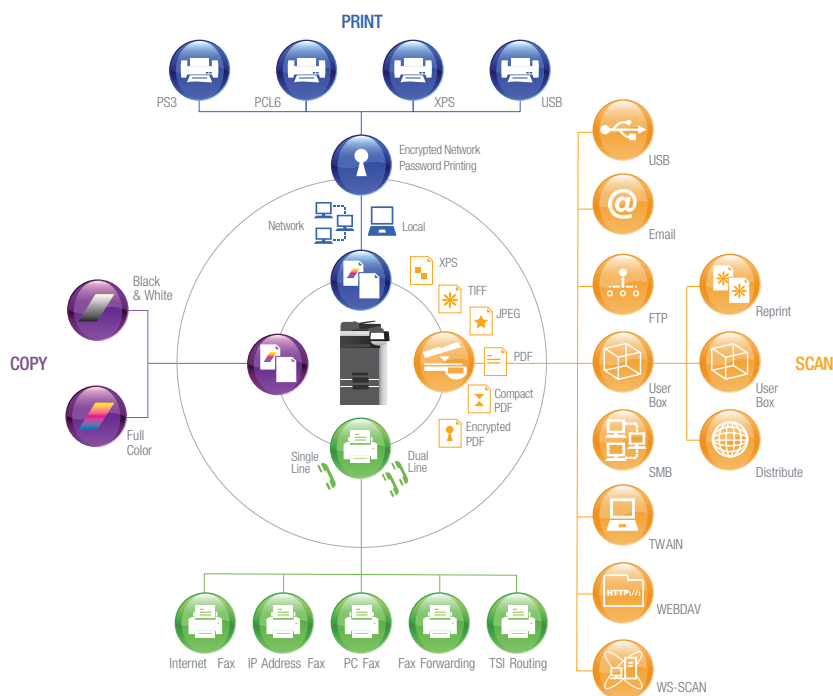 PRINT
PS3
PCL6
XPS
USB
Encrypted Network
Password Printing
Network
Local
XPS
TIFF
JPEG
PDF
Compact
PDF
Encrypted
PDF
COPY
Black
& White
Full
Color
Single
Line
Dual
Line
Internet Fax
IP Address Fax
PC Fax
Fax Forwarding
TSI Routing
SCAN
USB
@
Email
FTP
User
Box
SMB
TWAIN
HTTP://:
WEBDAV
WS-SCAN
Reprint
User
Box
Distribute